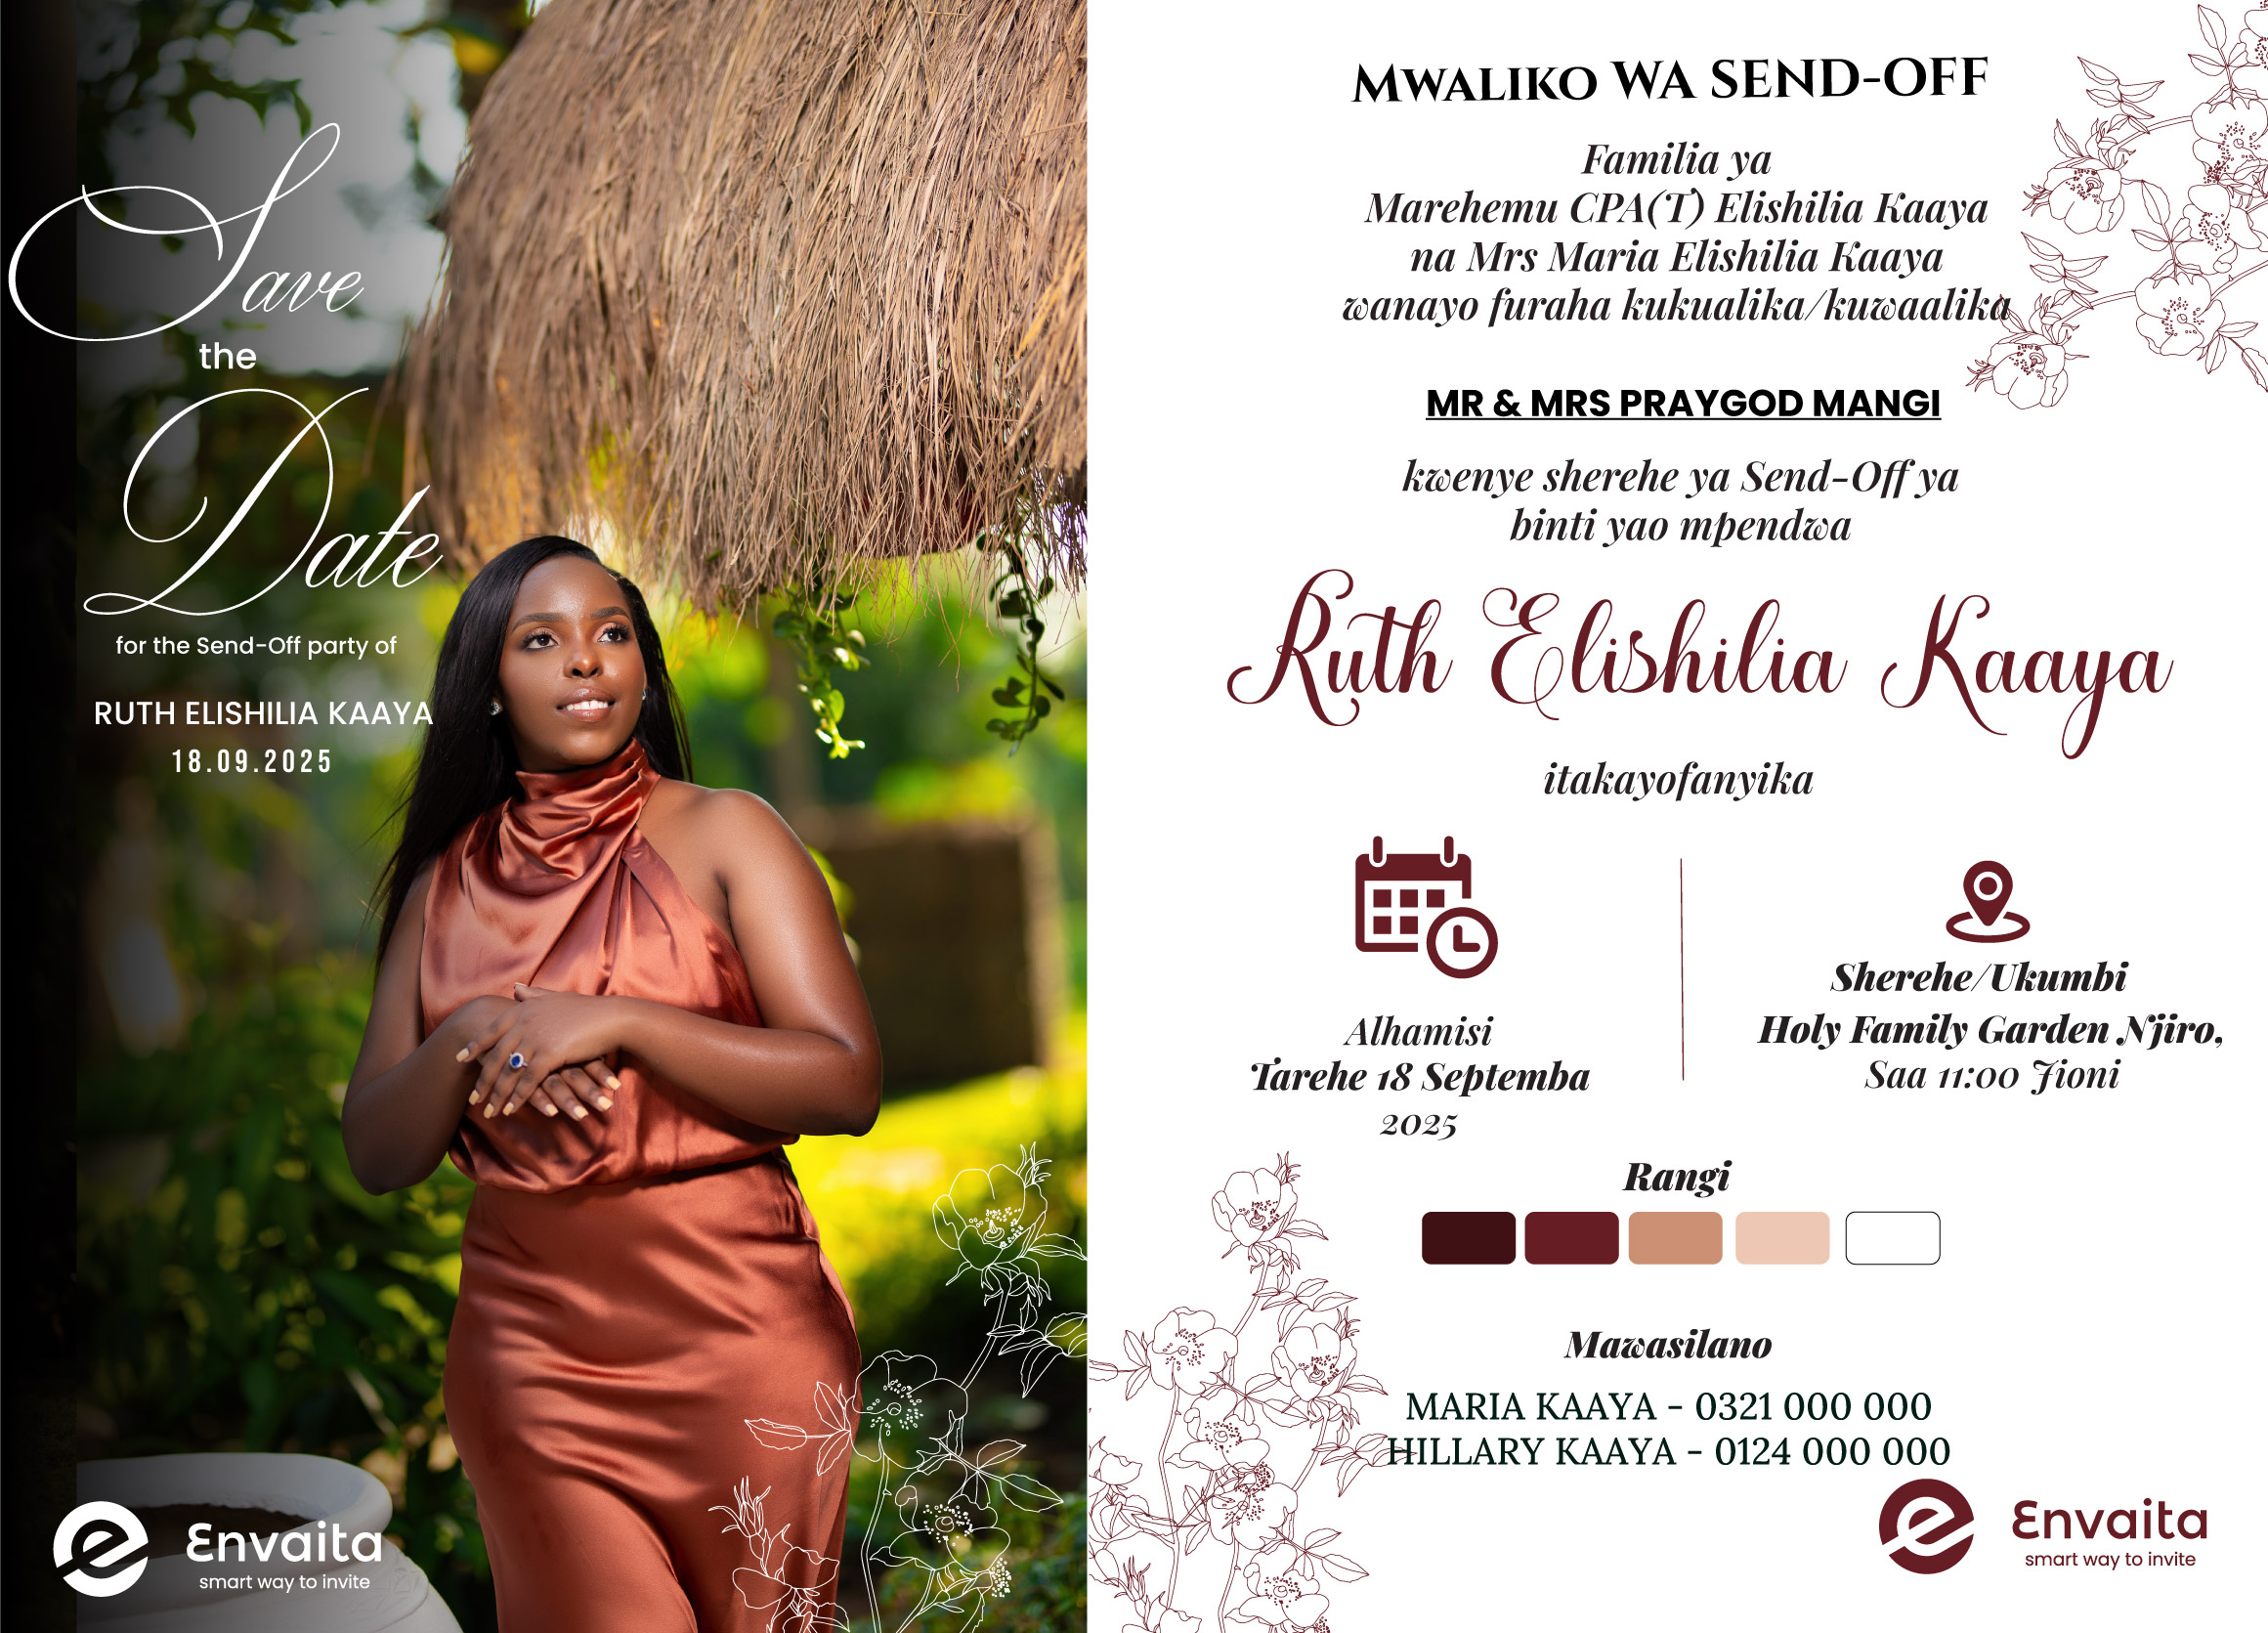 Save
the
Date
for the Send-Off party of
RUTH ELISHILIA KAAYA
18.09.2025
Envaita
smart way to invite
MWALIKO WA SEND-OFF
Familia ya
Marehemu CPA(T) Elishilia Kaaya
na Mrs Maria Elishilia Kaaya
wanayo furaha kukualika/kuwaalika
MR & MRS PRAYGOD MANGI
kwenye sherehe ya Send-Off ya
binti yao mpendwa
Ruth Elishilia Kaaya
itakayofanyika
Alhamisi
Tarehe 18 Septemba
2025
Sherehe/Ukumbi
Holy Family Garden Njiro,
Saa 11:00 Jioni
Rangi
Mawasilano
MARIA KAAYA - 0321 000 000
HILLARY KAAYA - 0124 000 000
Envaita
smart way to invite